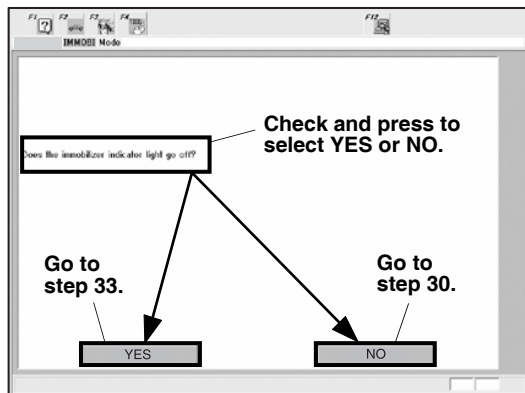 F1 F2 F3 F4 F12
IMMOBI Mode
Check and press to
select YES or NO.
Does the immobilizer indicator light go off?
Go to
step 33.
Go to
step 30.
YES
NO